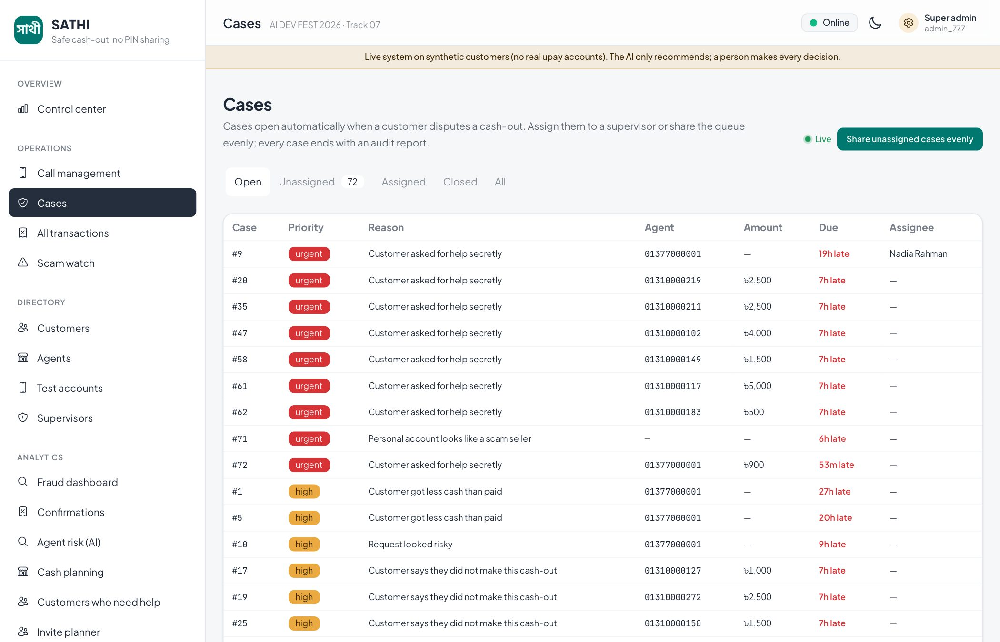 সাথী
SATHI
Safe cash-out, no PIN sharing
OVERVIEW
Control center
OPERATIONS
Call management
Cases
All transactions
Scam watch
DIRECTORY
Customers
Agents
Test accounts
Supervisors
ANALYTICS
Fraud dashboard
Confirmations
Agent risk (AI)
Cash planning
Customers who need help
Invite planner
Cases AI DEV FEST 2026 · Track 07
Online
Super admin
admin_777
Live system on synthetic customers (no real upay accounts). The AI only recommends; a person makes every decision.
Cases
Cases open automatically when a customer disputes a cash-out. Assign them to a supervisor or share the queue
evenly; every case ends with an audit report.
Live
Share unassigned cases evenly
Open Unassigned 72 Assigned Closed All
Case Priority Reason Agent Amount Due Assignee
#9 urgent Customer asked for help secretly 01377000001 — 19h late Nadia Rahman
#20 urgent Customer asked for help secretly 01310000219 ৳2,500 7h late —
#35 urgent Customer asked for help secretly 01310000211 ৳2,500 7h late —
#47 urgent Customer asked for help secretly 01310000102 ৳4,000 7h late —
#58 urgent Customer asked for help secretly 01310000149 ৳1,500 7h late —
#61 urgent Customer asked for help secretly 01310000117 ৳5,000 7h late —
#62 urgent Customer asked for help secretly 01310000183 ৳500 7h late —
#71 urgent Personal account looks like a scam seller — — 6h late —
#72 urgent Customer asked for help secretly 01377000001 ৳900 53m late —
#1 high Customer got less cash than paid 01377000001 — 27h late —
#5 high Customer got less cash than paid 01377000001 — 20h late —
#10 high Request looked risky 01377000001 — 9h late —
#17 high Customer says they did not make this cash-out 01310000127 ৳1,000 7h late —
#19 high Customer says they did not make this cash-out 01310000272 ৳2,500 7h late —
#25 high Customer says they did not make this cash-out 01310000150 ৳1,500 7h late —